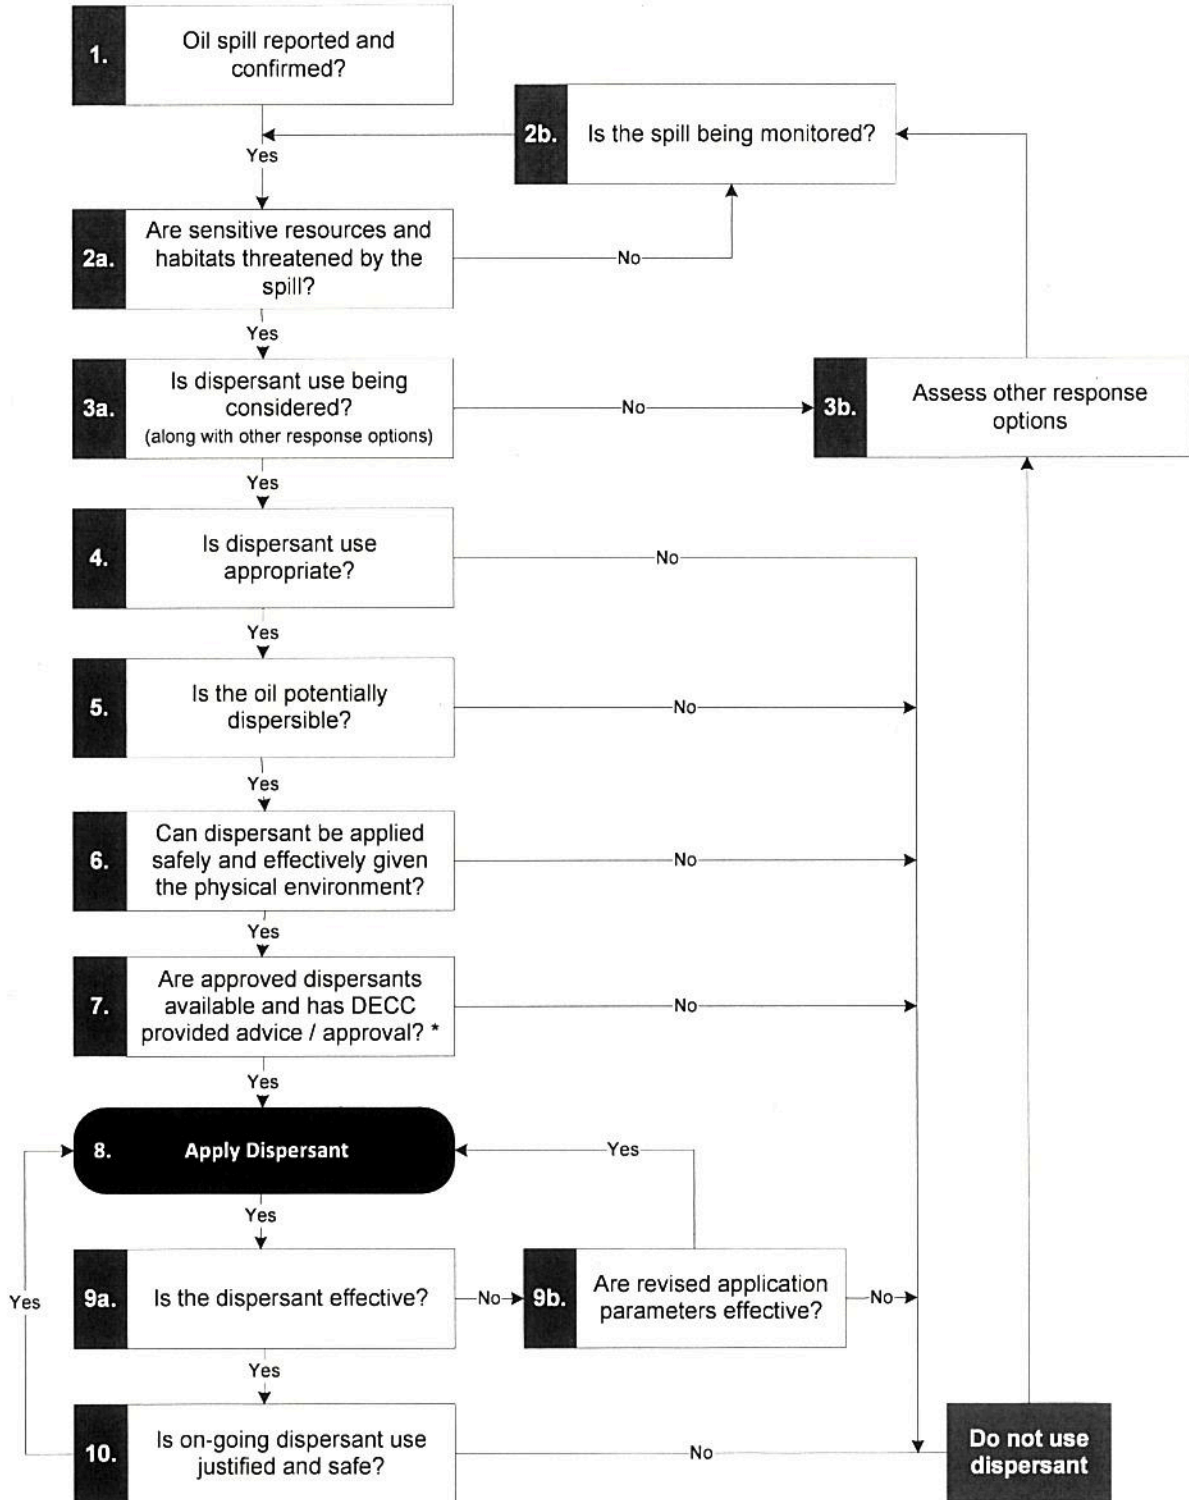 1.
Oil spill reported and
confirmed?
2b.
Is the spill being monitored?
Yes
2a.
Are sensitive resources and
habitats threatened by the
spill?
No
Yes
3a.
Is dispersant use being
considered?
(along with other response options)
No
3b.
Assess other response
options
Yes
4.
Is dispersant use
appropriate?
No
Yes
5.
Is the oil potentially
dispersible?
No
Yes
6.
Can dispersant be applied
safely and effectively given
the physical environment?
No
Yes
7.
Are approved dispersants
available and has DECC
provided advice / approval? *
No
Yes
8.
Apply Dispersant
Yes
Yes
9a.
Is the dispersant effective?
No
9b.
Are revised application
parameters effective?
No
Yes
Yes
10.
Is on-going dispersant use
justified and safe?
No
Do not use
dispersant